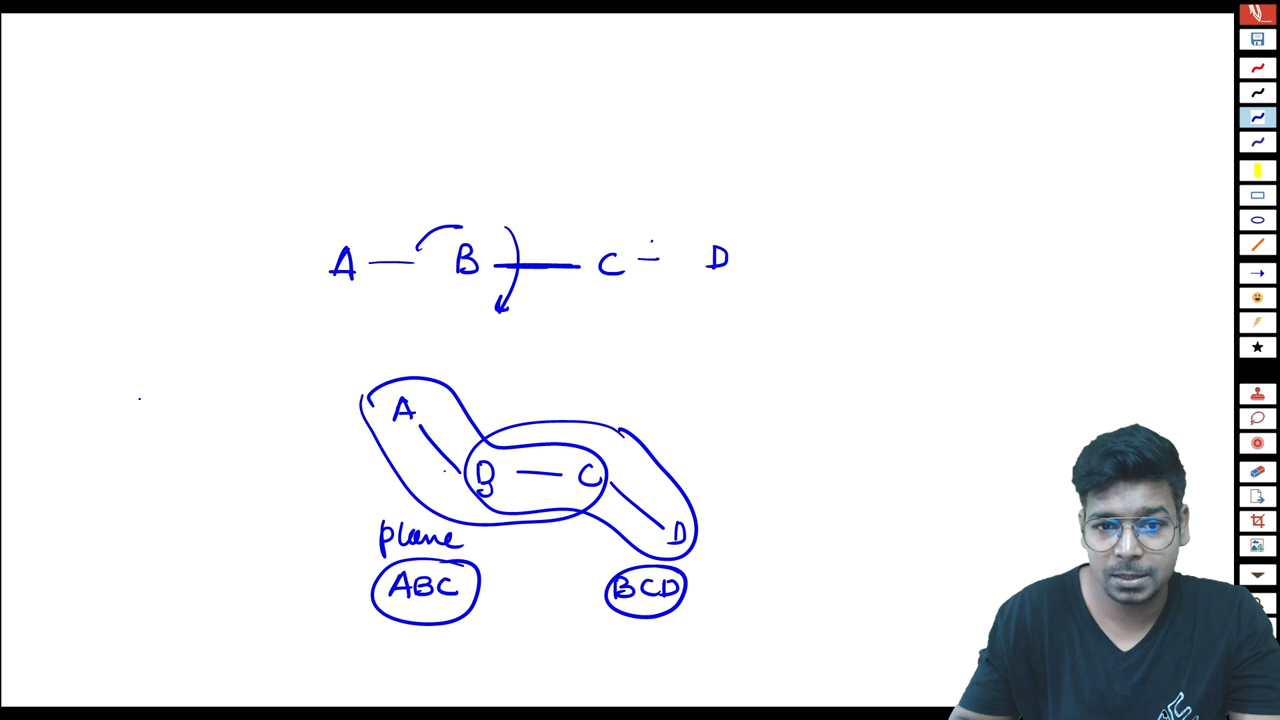 A — B — C — D
A
B — C
D
plane
ABC BCD